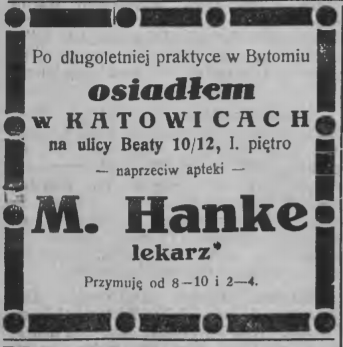 Po długoletniej praktyce w Bytomiu
osiadłem
w KATOWICACH
na ulicy Beaty 10/12, I. piętro
— naprzeciw apteki —
M. Hanke
lekarz*
Przymuję od 8—10 i 2—4.